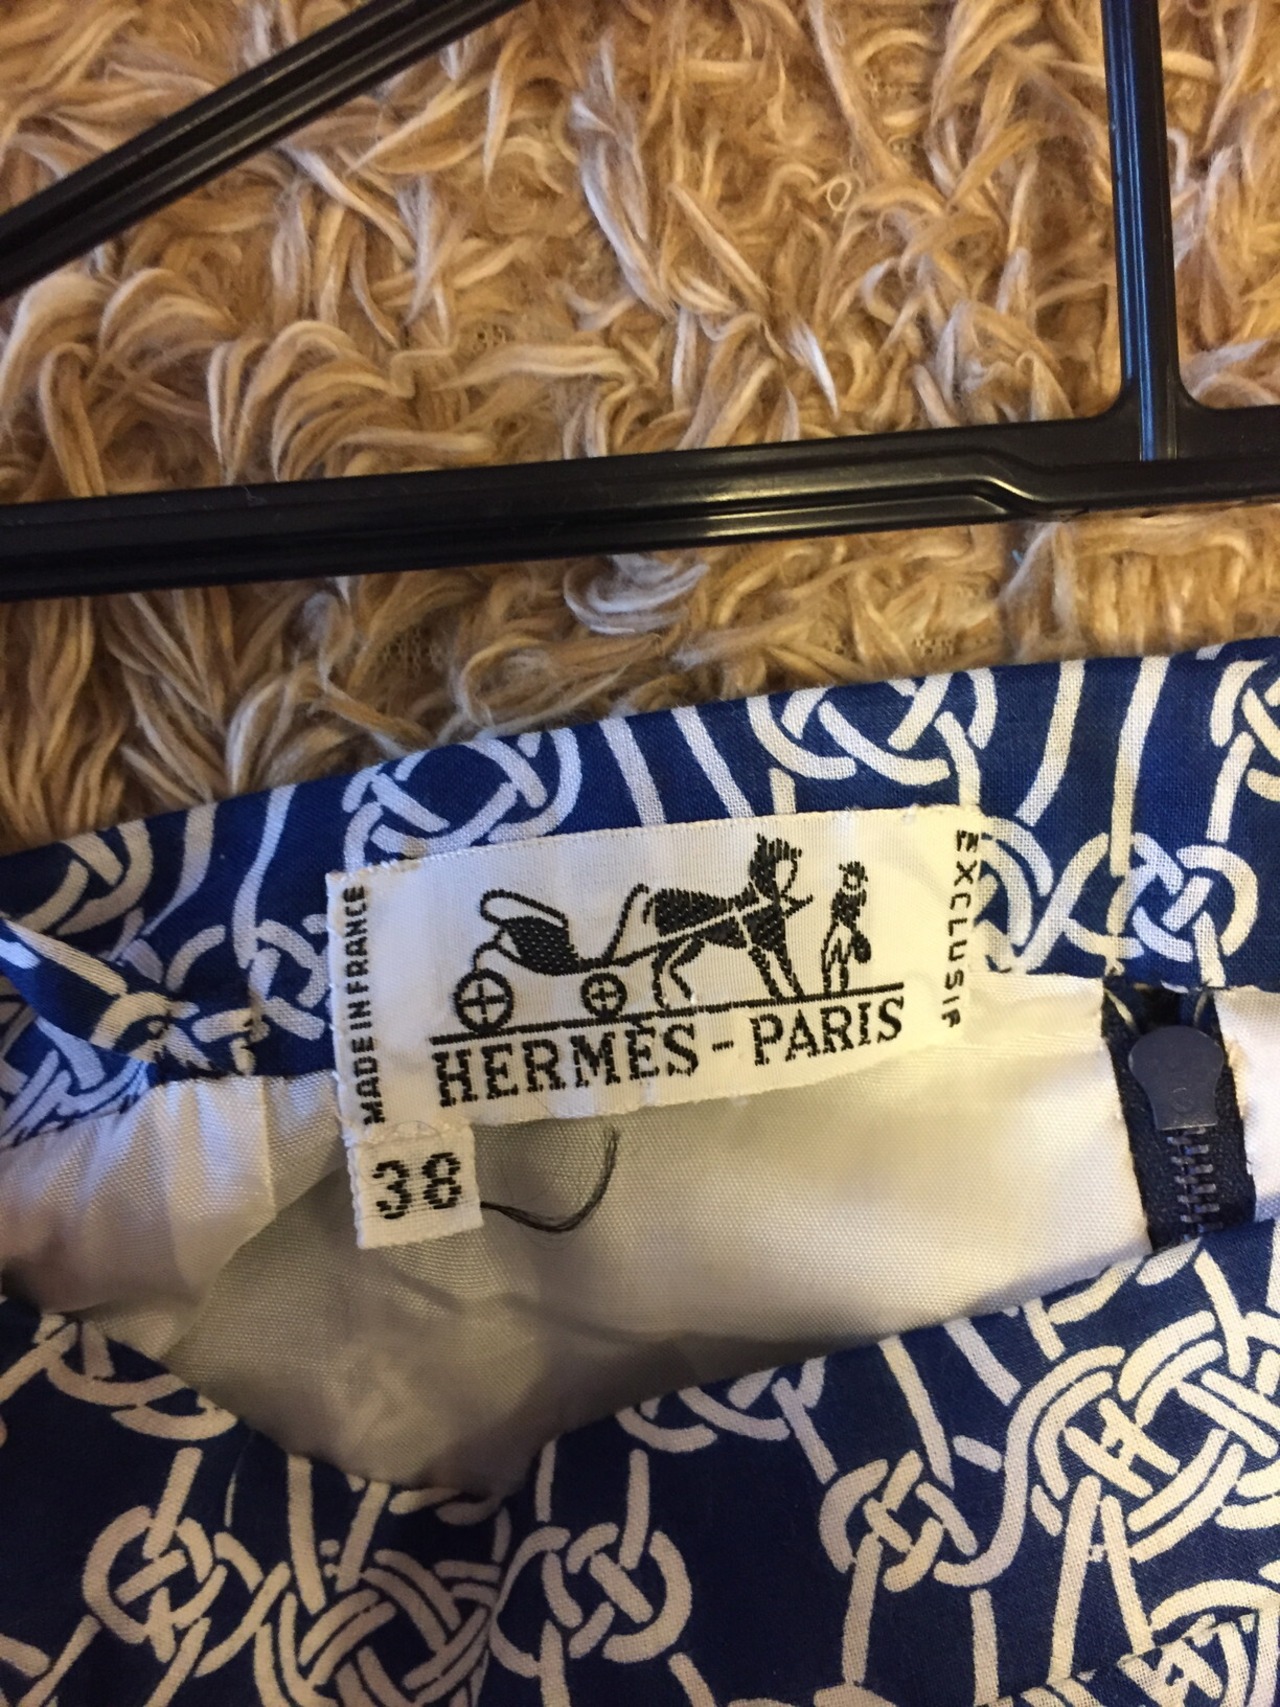 MADE IN FRANCE
HERMÈS - PARIS
EXCLUSIF
38